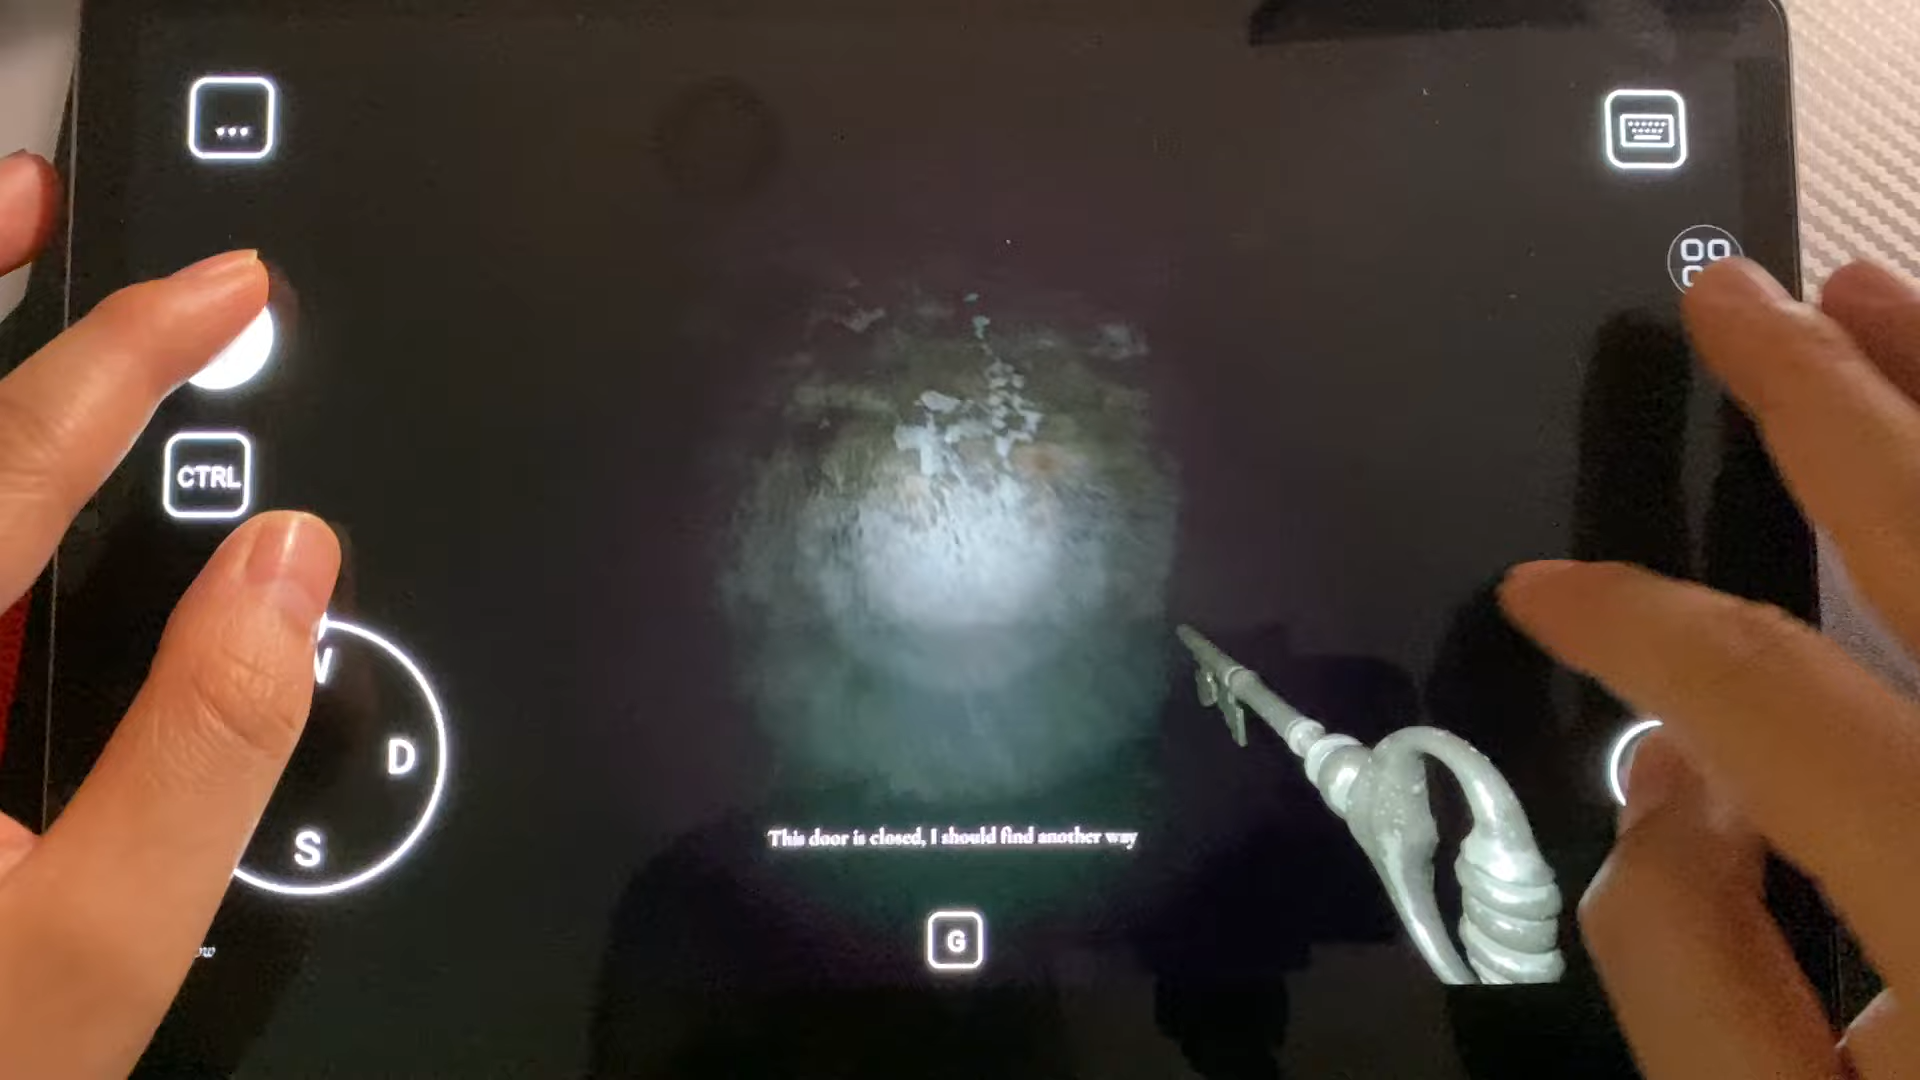 ...
CTRL
W
D
S
This door is closed, I should find another way
G